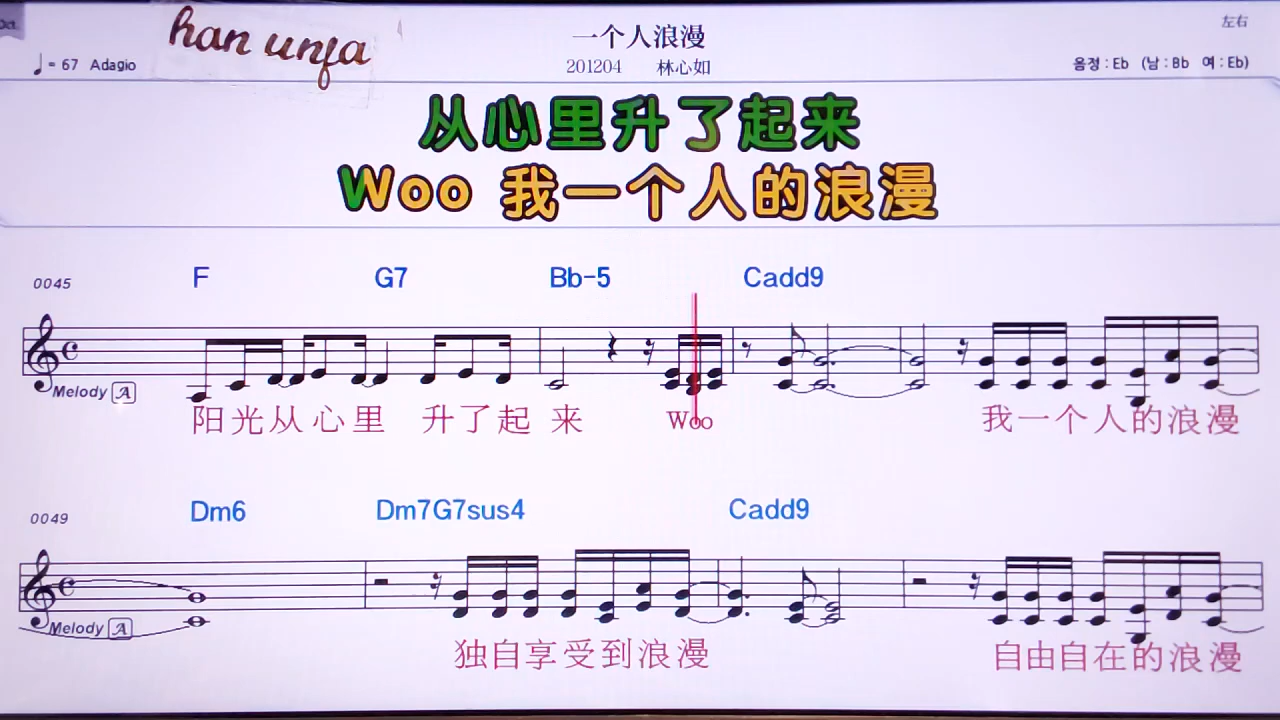 han unfa
一个人浪漫
左右
♩= 67 Adagio
201204 林心如
음정 : Eb (남 : Bb 여 : Eb)
从心里升了起来
Woo 我一个人的浪漫
0045 F G7 Bb-5 Cadd9
Melody A
阳光从心里 升了起 来 Woo 我一个人的浪漫
0049 Dm6 Dm7G7sus4 Cadd9
Melody A
独自享受到浪漫 自由自在的浪漫